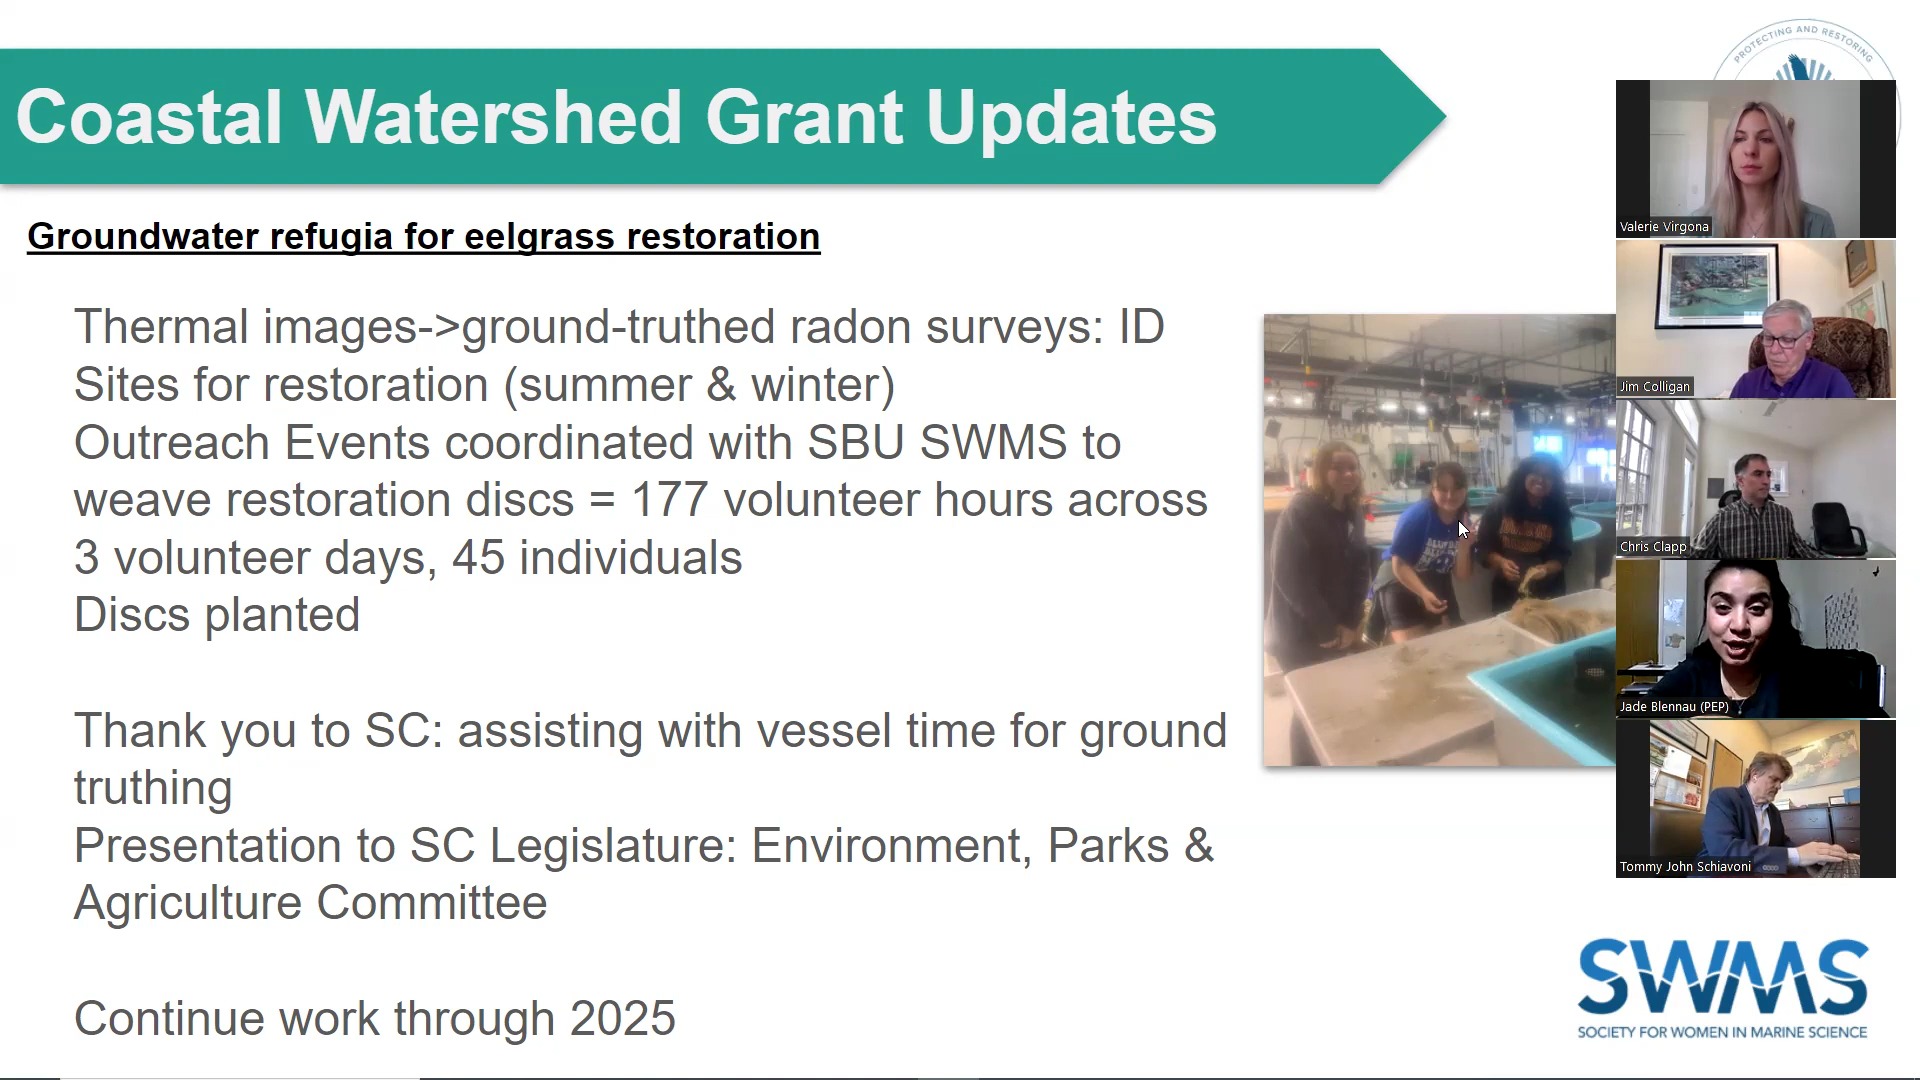 PROTECTING AND RESTORING
Coastal Watershed Grant Updates
Groundwater refugia for eelgrass restoration
Thermal images->ground-truthed radon surveys: ID
Sites for restoration (summer & winter)
Outreach Events coordinated with SBU SWMS to
weave restoration discs = 177 volunteer hours across
3 volunteer days, 45 individuals
Discs planted
Thank you to SC: assisting with vessel time for ground
truthing
Presentation to SC Legislature: Environment, Parks &
Agriculture Committee
Continue work through 2025
Valerie Virgona
Jim Colligan
Chris Clapp
Jade Blennau (PEP)
Tommy John Schiavoni
SWMS
SOCIETY FOR WOMEN IN MARINE SCIENCE